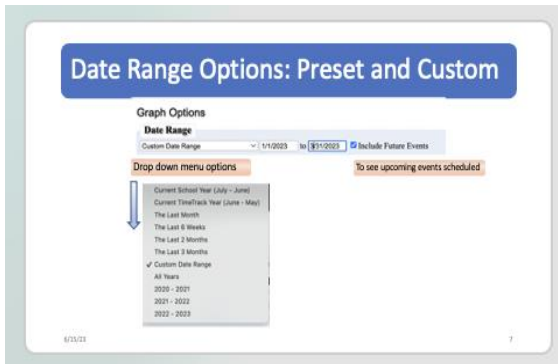 Date Range Options: Preset and Custom
Graph Options
Date Range
Custom Date Range 1/1/2023 to 3/31/2023 Include Future Events
Drop down menu options
To see upcoming events scheduled
Current School Year (July - June)
Current TimeTrack Year (June - May)
The Last Month
The Last 6 Weeks
The Last 2 Months
The Last 3 Months
✓ Custom Date Range
All Years
2020 - 2021
2021 - 2022
2022 - 2023
6/15/23
7